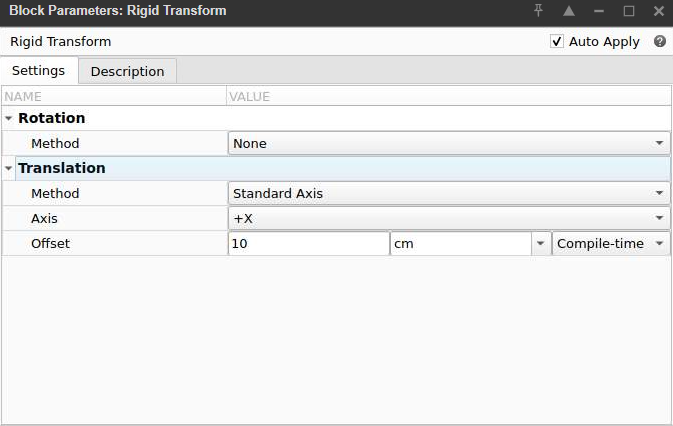 Block Parameters: Rigid Transform
Rigid Transform Auto Apply ?
Settings Description
NAME VALUE
Rotation
Method None
Translation
Method Standard Axis
Axis +X
Offset 10 cm Compile-time